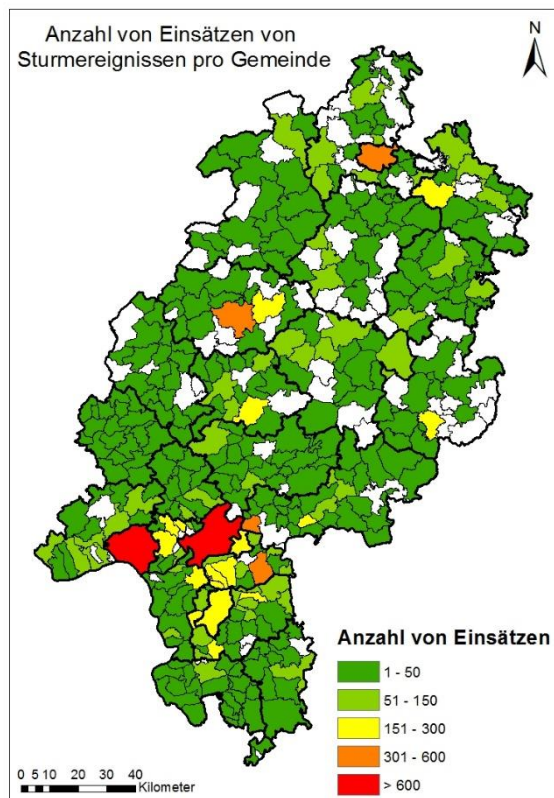 Anzahl von Einsätzen von
Sturmereignissen pro Gemeinde
N
Anzahl von Einsätzen
1 - 50
51 - 150
151 - 300
301 - 600
> 600
0 5 10 20 30 40
Kilometer